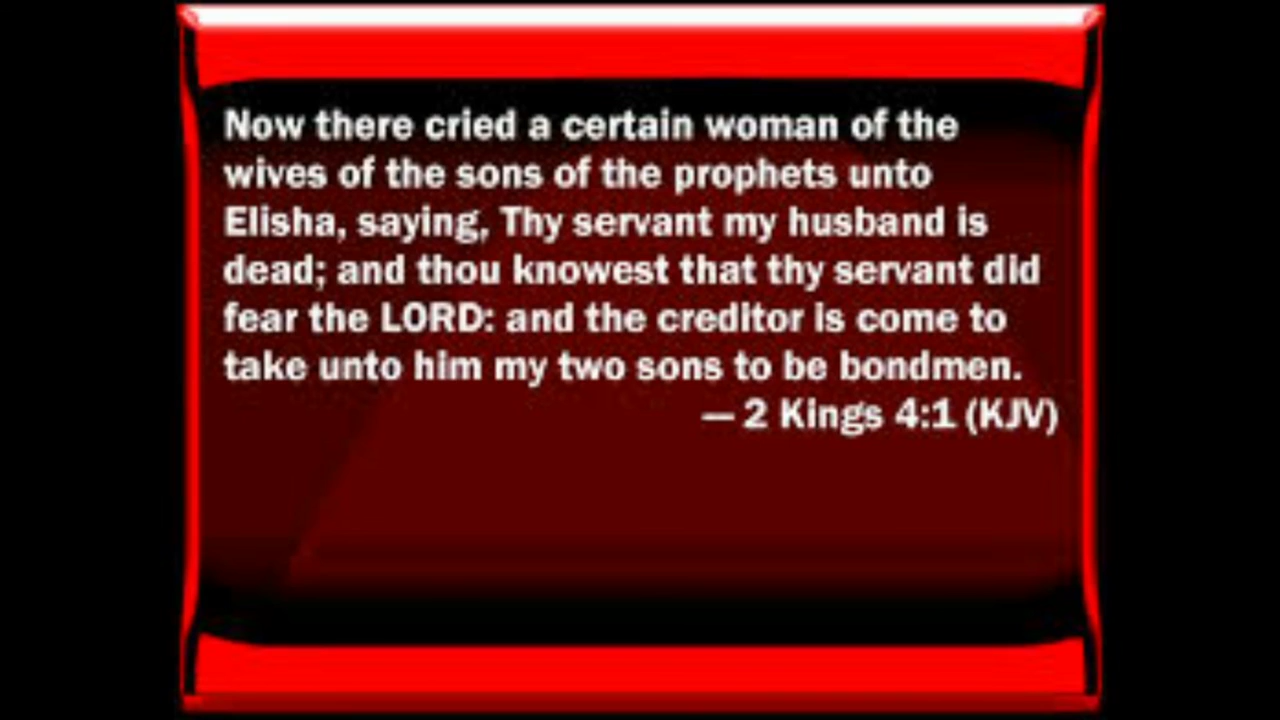 Now there cried a certain woman of the
wives of the sons of the prophets unto
Elisha, saying, Thy servant my husband is
dead; and thou knowest that thy servant did
fear the LORD: and the creditor is come to
take unto him my two sons to be bondmen.
— 2 Kings 4:1 (KJV)